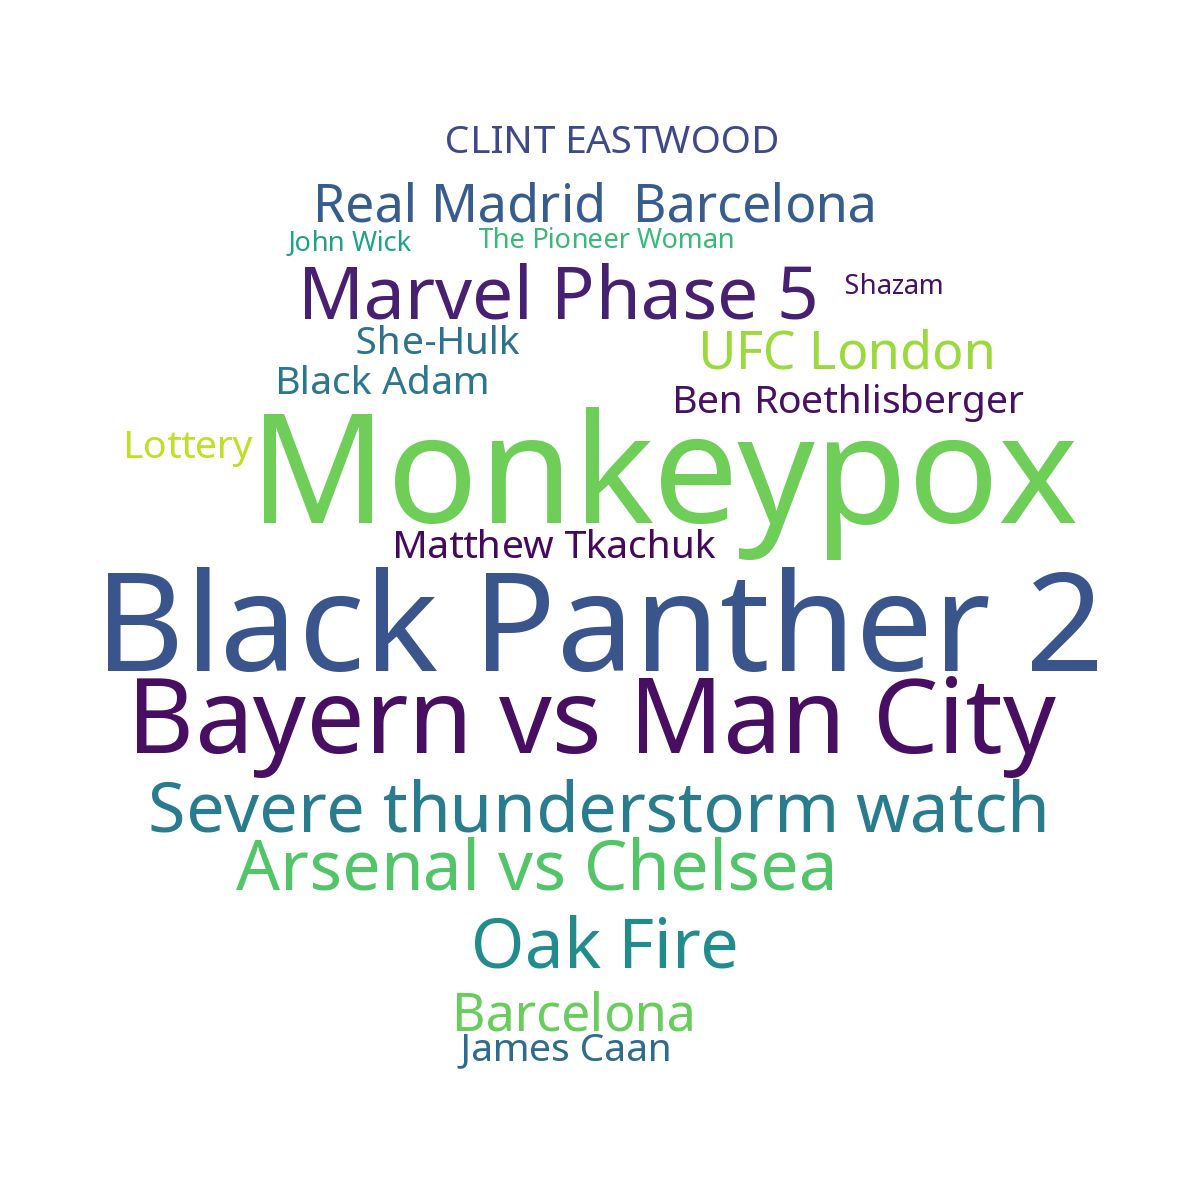 CLINT EASTWOOD
Real Madrid  Barcelona
John Wick
The Pioneer Woman
Marvel Phase 5
Shazam
She-Hulk
UFC London
Black Adam
Ben Roethlisberger
Lottery
Monkeypox
Matthew Tkachuk
Black Panther 2
Bayern vs Man City
Severe thunderstorm watch
Arsenal vs Chelsea
Oak Fire
Barcelona
James Caan